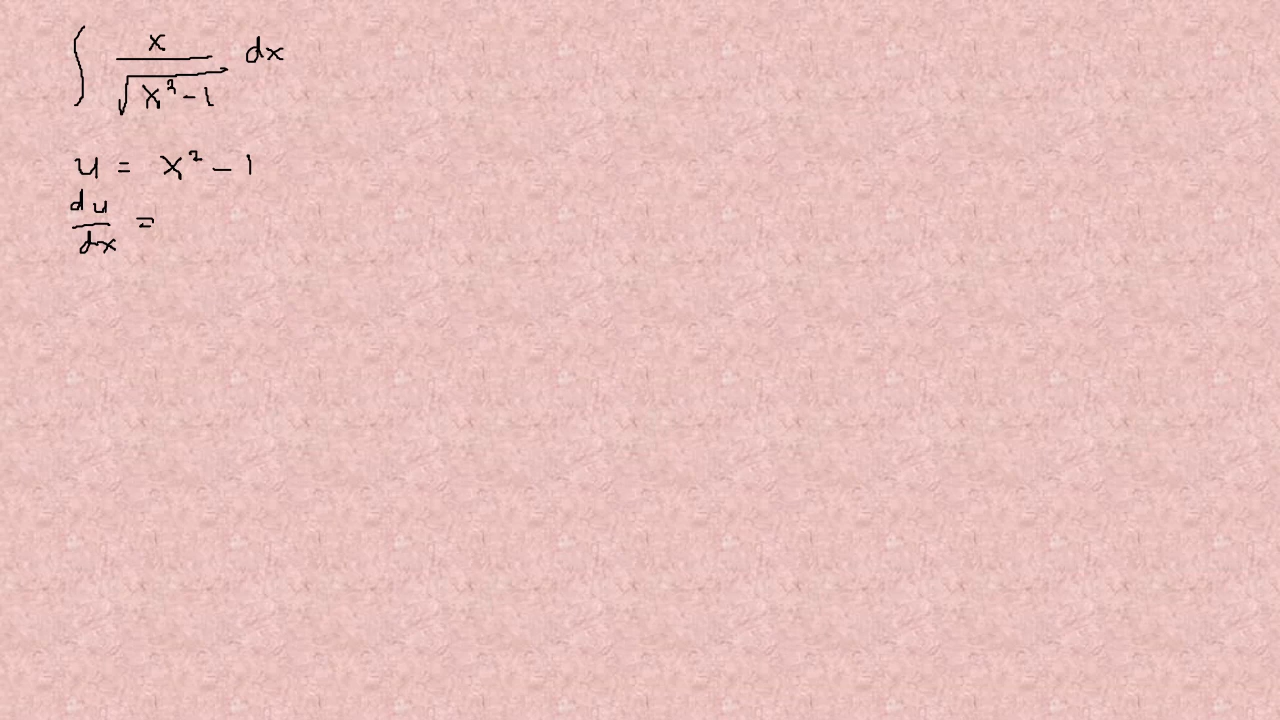 ∫ x/√(x²-1) dx
u = x² - 1
du/dx =